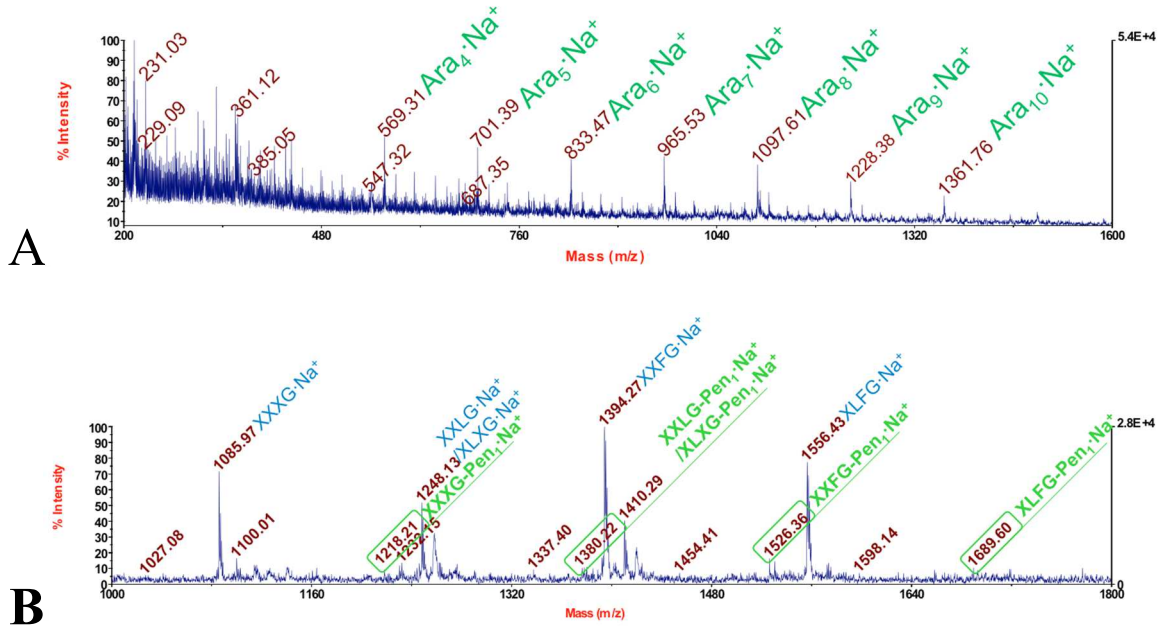 100
90
80
70
60
50
40
30
20
10
% Intensity
5.4E+4
231.03
229.09
361.12
385.05
547.32
569.31 Ara4·Na+
687.35
701.39 Ara5·Na+
833.47 Ara6·Na+
965.53 Ara7·Na+
1097.61 Ara8·Na+
1228.38 Ara9·Na+
1361.76 Ara10·Na+
200
480
760
1040
1320
1600
Mass (m/z)
A
100
90
80
70
60
50
40
30
20
10
0
% Intensity
2.8E+4
0
1027.08
1085.97 XXXG·Na+
1100.01
1218.21 XXXG-Pen1·Na+
1232.15
1248.13 XXLG·Na+
/XLXG·Na+
1337.40
1380.22 XXLG-Pen1·Na+
/XLXG-Pen1·Na+
1394.27 XXFG·Na+
1410.29
1454.41
1526.36 XXFG-Pen1·Na+
1556.43 XLFG·Na+
1598.14
1689.60 XLFG-Pen1·Na+
1000
1160
1320
1480
1640
1800
Mass (m/z)
B